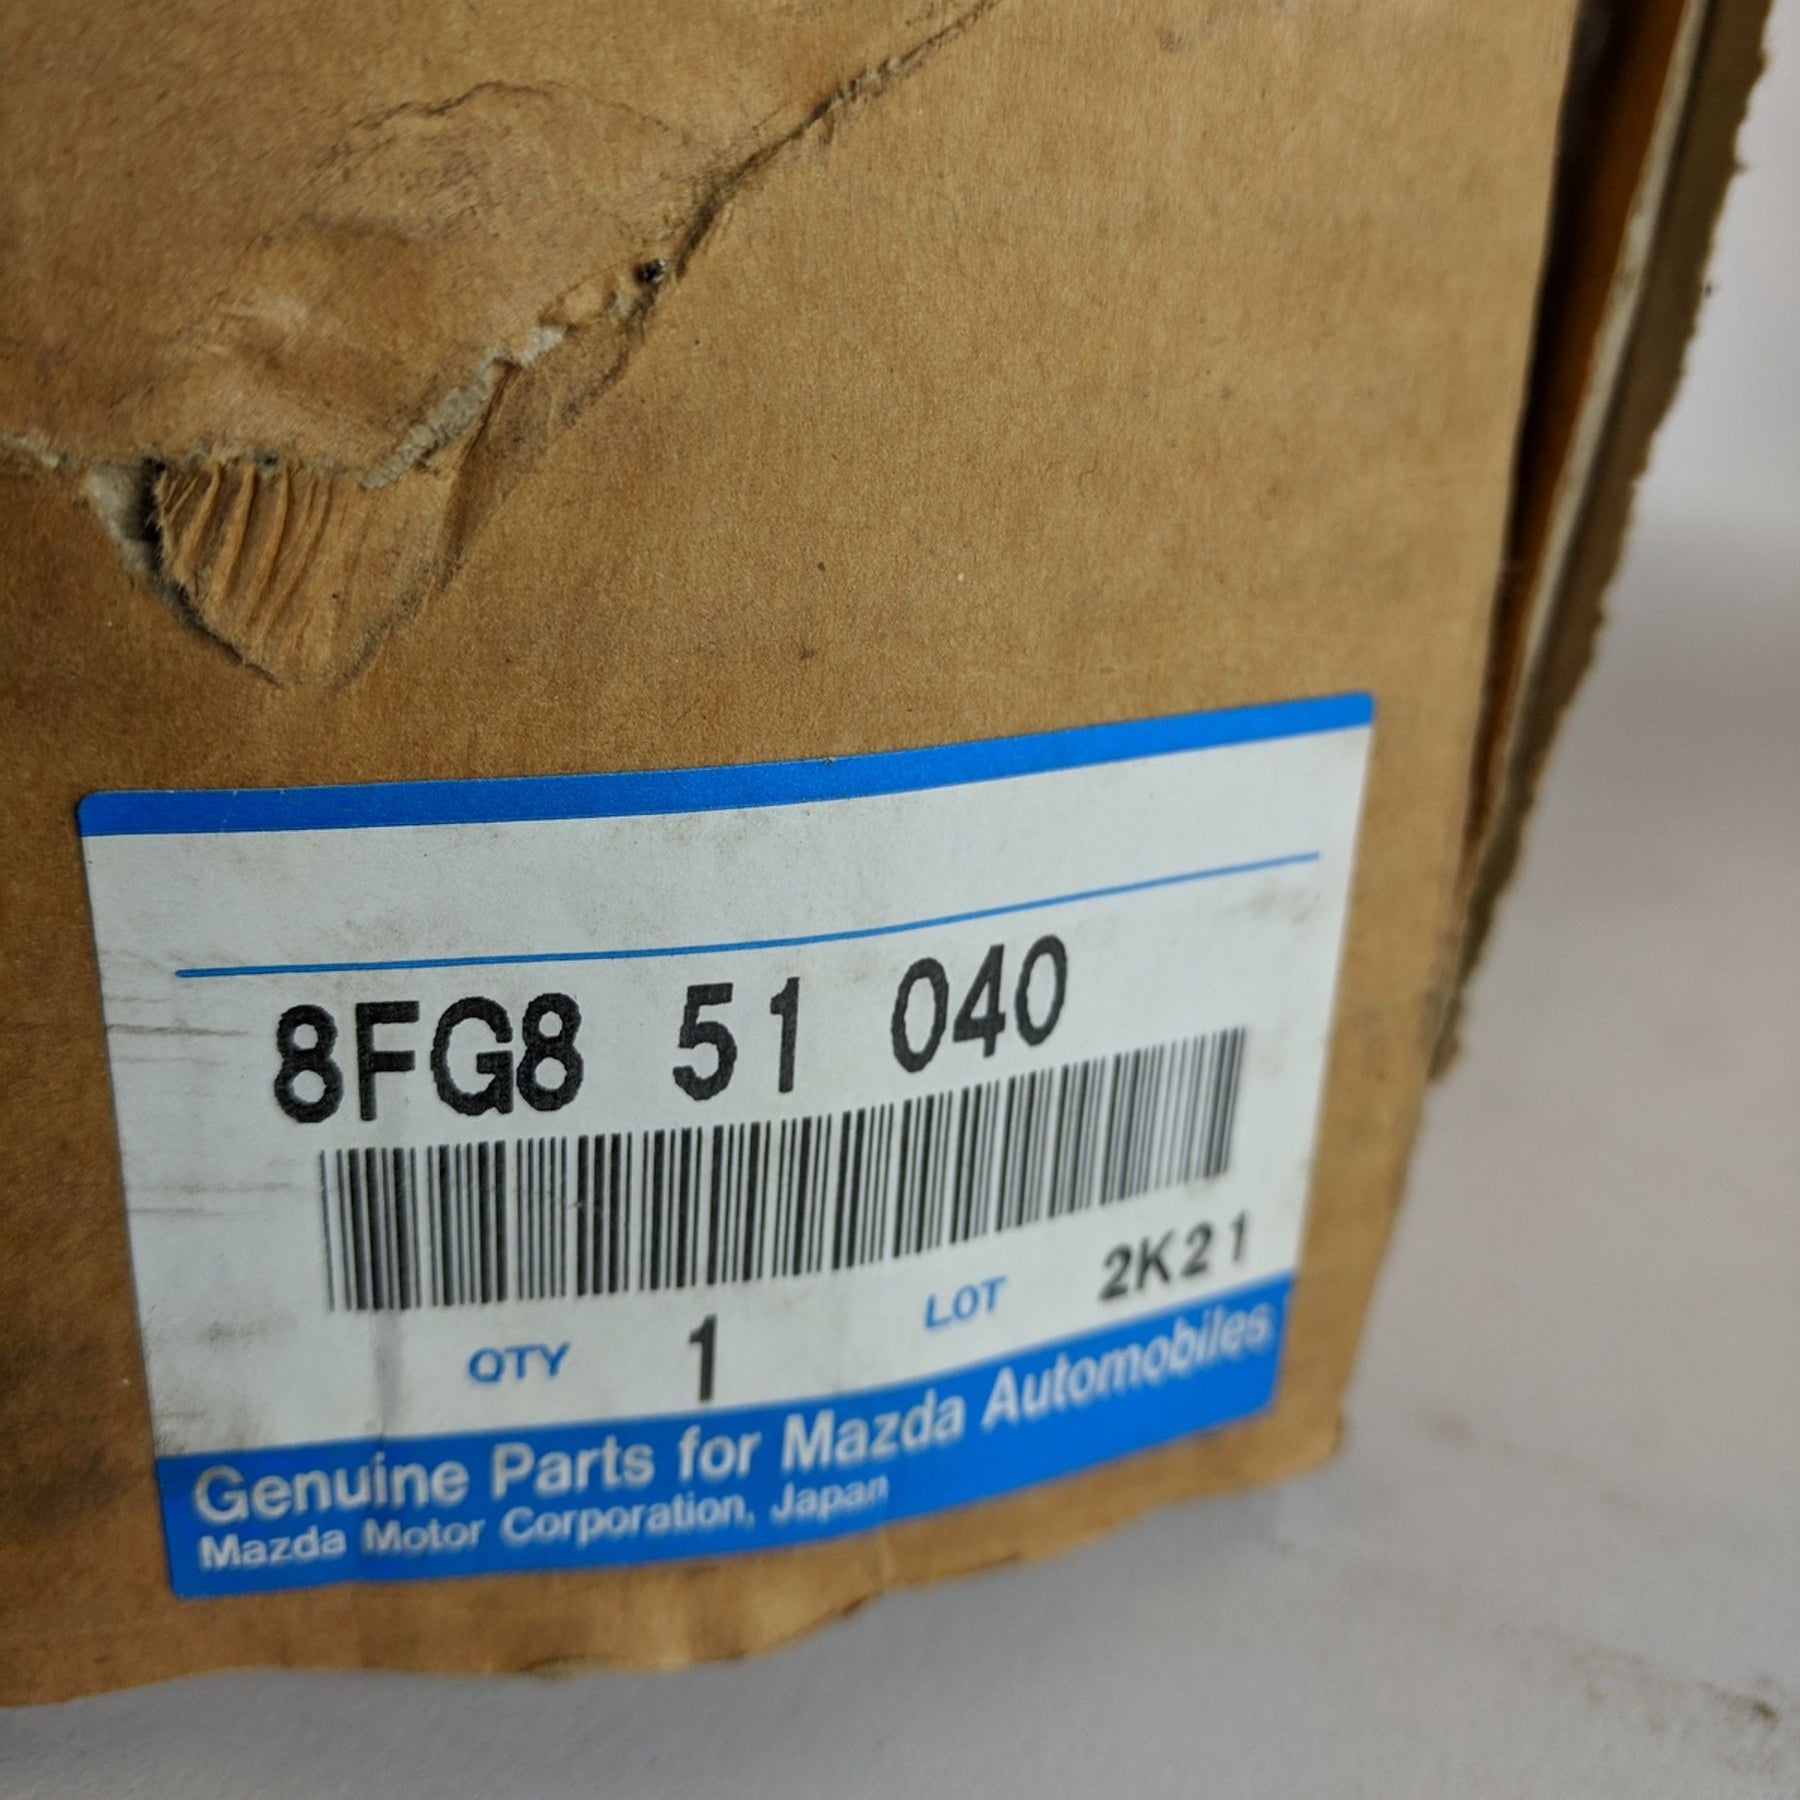 8FG8 51 040
QTY 1 LOT 2K21
Genuine Parts for Mazda Automobiles
Mazda Motor Corporation, Japan